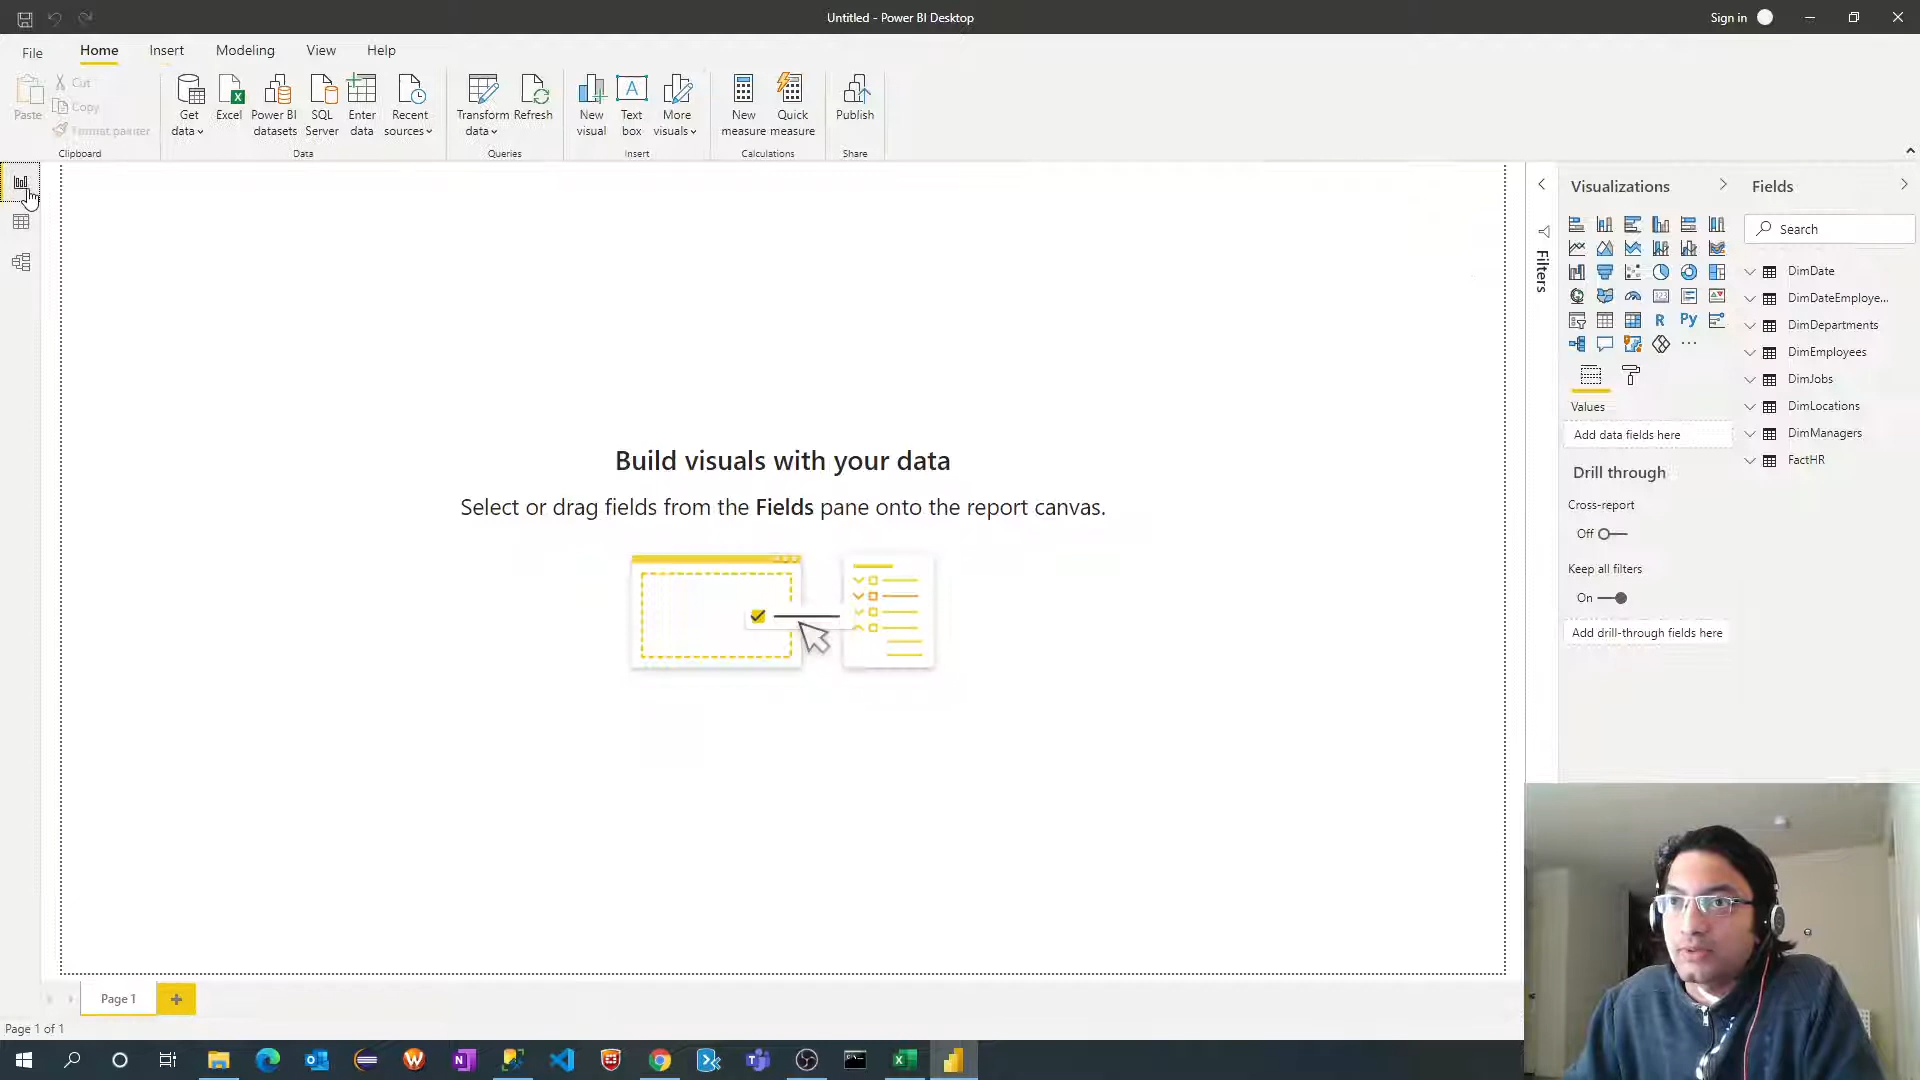 Untitled - Power BI Desktop
Sign in
File
Home
Insert
Modeling
View
Help
Paste
Cut
Copy
Format painter
Clipboard
Get data
Excel
Power BI datasets
SQL Server
Enter data
Recent sources
Data
Transform data
Refresh
Queries
New visual
A
Text box
More visuals
Insert
New measure
Quick measure
Calculations
Publish
Share
Build visuals with your data
Select or drag fields from the Fields pane onto the report canvas.
Filters
Visualizations
123
R
Py
Values
Add data fields here
Drill through
Cross-report
Off
Keep all filters
On
Add drill-through fields here
Fields
Search
DimDate
DimDateEmploye...
DimDepartments
DimEmployees
DimJobs
DimLocations
DimManagers
FactHR
Page 1
Page 1 of 1